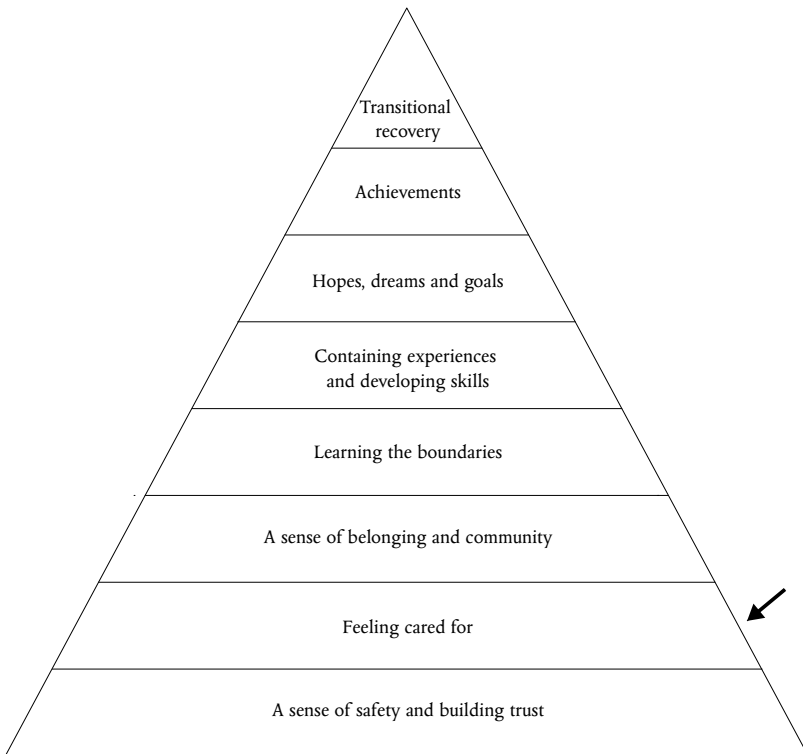 Transitional
recovery
Achievements
Hopes, dreams and goals
Containing experiences
and developing skills
Learning the boundaries
A sense of belonging and community
Feeling cared for
A sense of safety and building trust